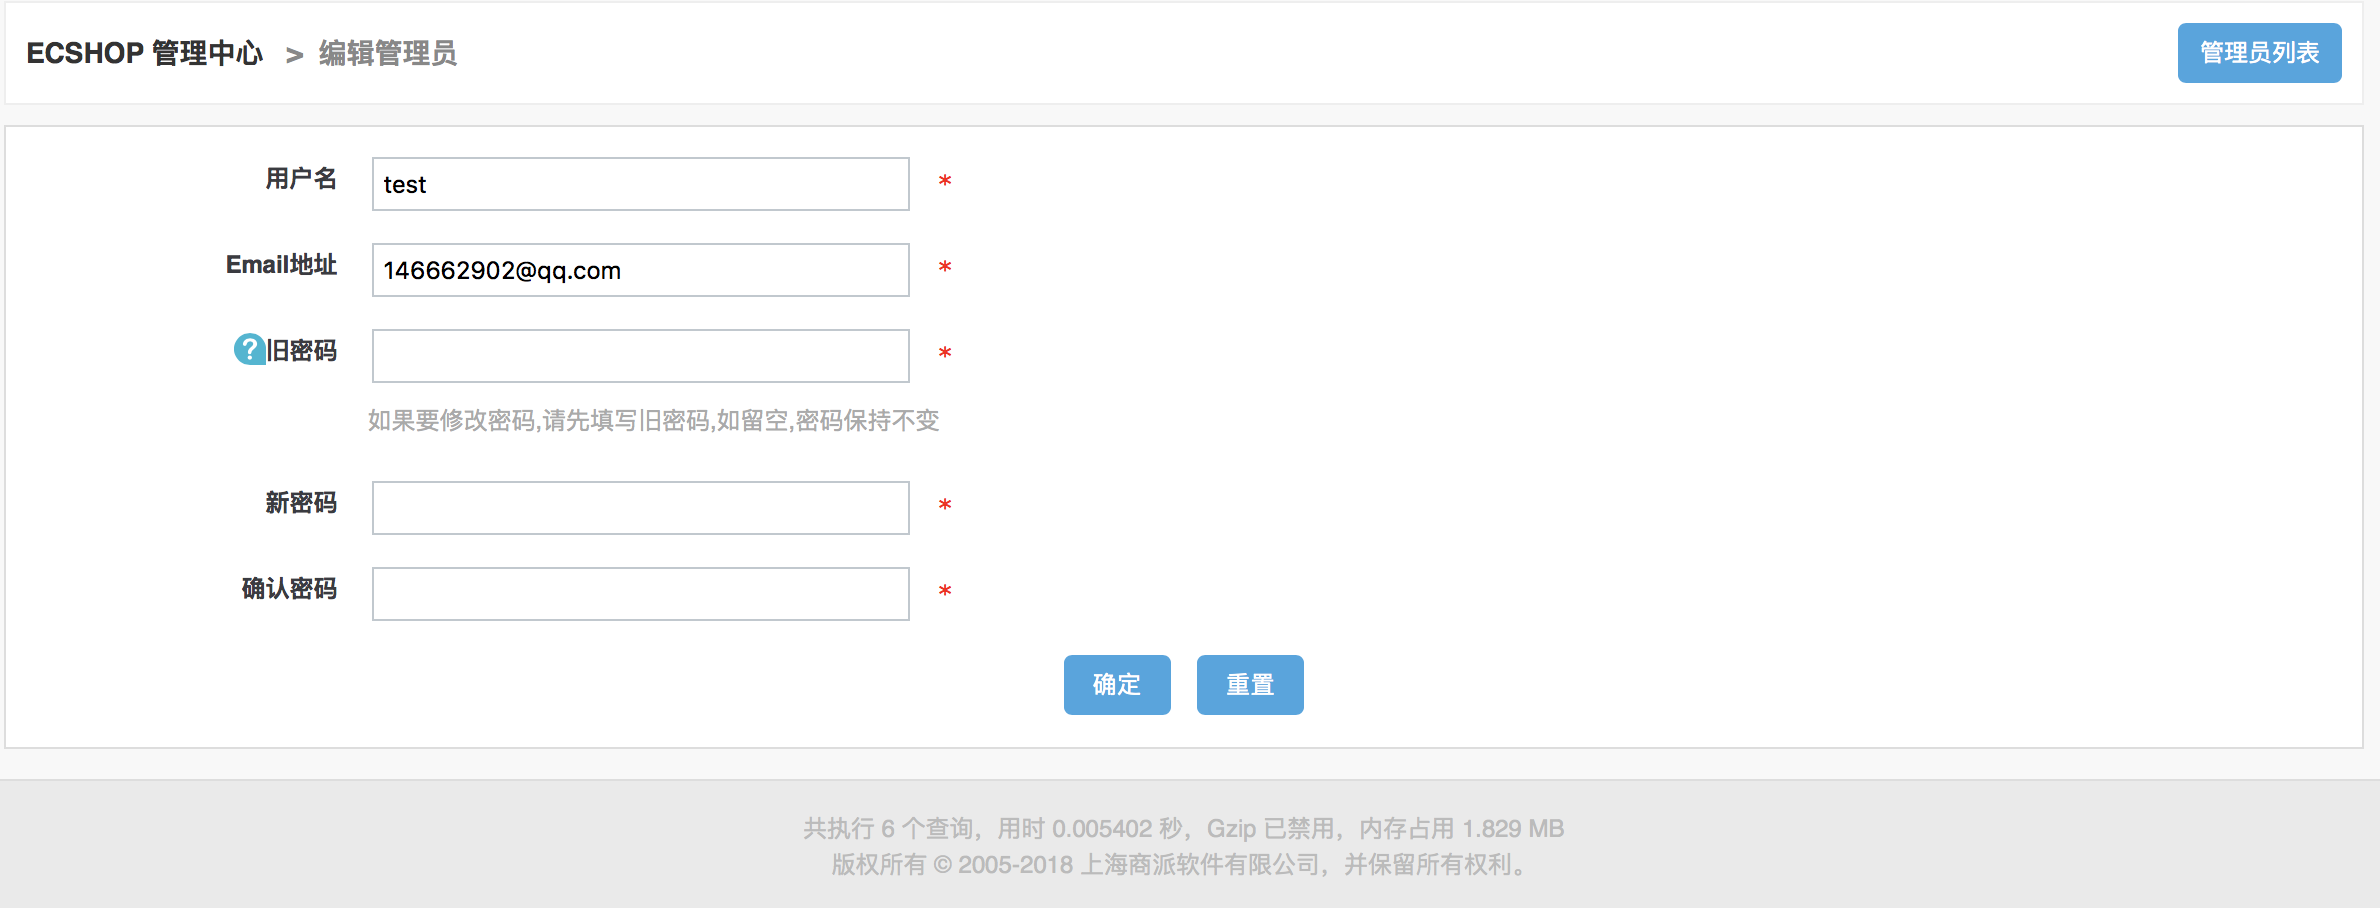 ECSHOP 管理中心 > 编辑管理员
管理员列表
用户名 test *
Email地址 146662902@qq.com *
?旧密码 *
如果要修改密码,请先填写旧密码,如留空,密码保持不变
新密码 *
确认密码 *
确定 重置
共执行 6 个查询，用时 0.005402 秒，Gzip 已禁用，内存占用 1.829 MB
版权所有 © 2005-2018 上海商派软件有限公司，并保留所有权利。